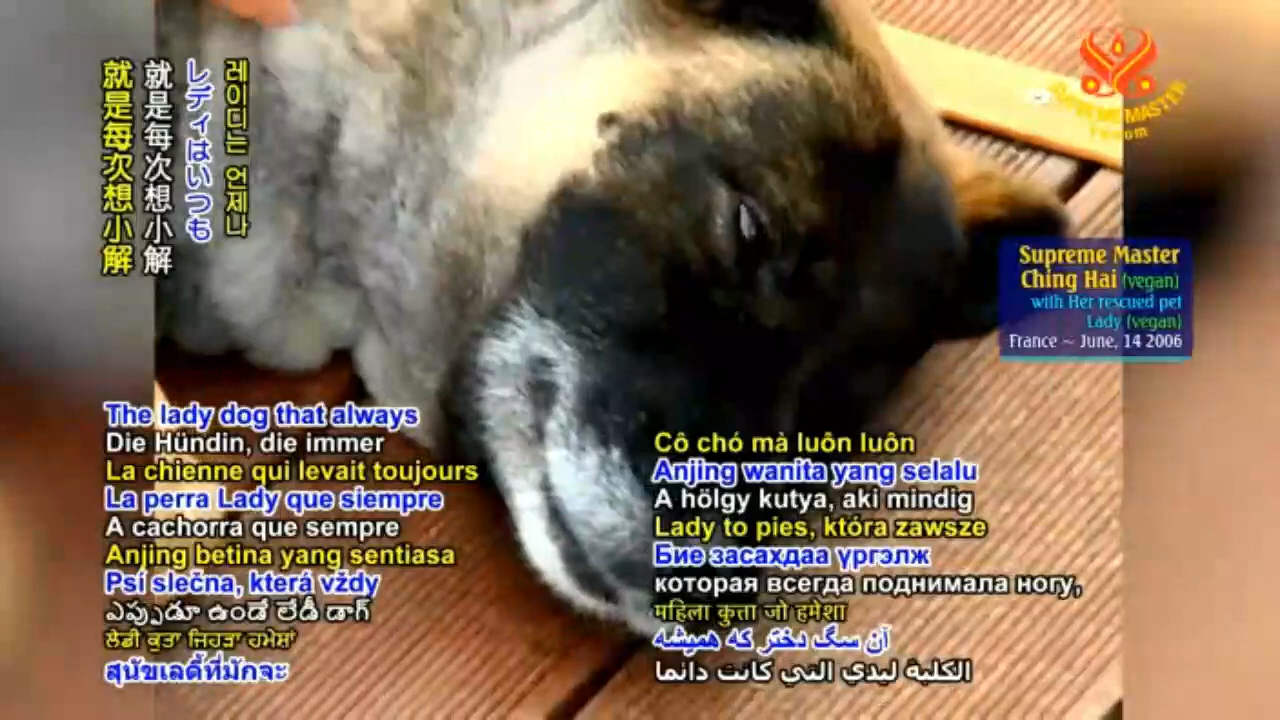 레이디는 언제나
レディはいつも
就是每次想小解
就是每次想小解
SUPREME MASTER
Supreme Master
Ching Hai (vegan)
with Her rescued pet
Lady (vegan)
France ~ June, 14 2006
The lady dog that always
Die Hündin, die immer
La chienne qui levait toujours
La perra Lady que siempre
A cachorra que sempre
Anjing betina yang sentiasa
Psí slečna, která vždy
ఎప్పుడూ ఉండే లేడీ డాగ్
ਲੇਡੀ ਕੁਤਾ ਜਿਹੜਾ ਹਮੇਸ਼ਾਂ
สุนัขเลดี้ที่มักจะ
Cô chó mà luôn luôn
Anjing wanita yang selalu
A hölgy kutya, aki mindig
Lady to pies, która zawsze
Бие засахдаа үргэлж
которая всегда поднимала ногу,
महिला कुत्ता जो हमेशा
آن سگ دختر که همیشه
الكلبة ليدي التي كانت دائما